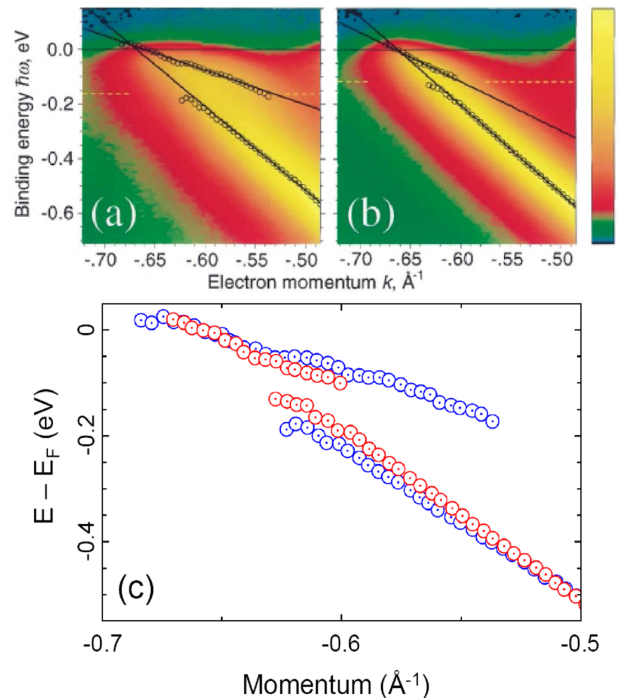 0.0
-0.2
-0.4
-0.6
Binding energy ħω, eV
(a)
(b)
-.70 -.65 -.60 -.55 -.50
-.70 -.65 -.60 -.55 -.50
Electron momentum k, Å-1
0
-0.2
-0.4
E – EF (eV)
(c)
-0.7 -0.6 -0.5
Momentum (Å-1)